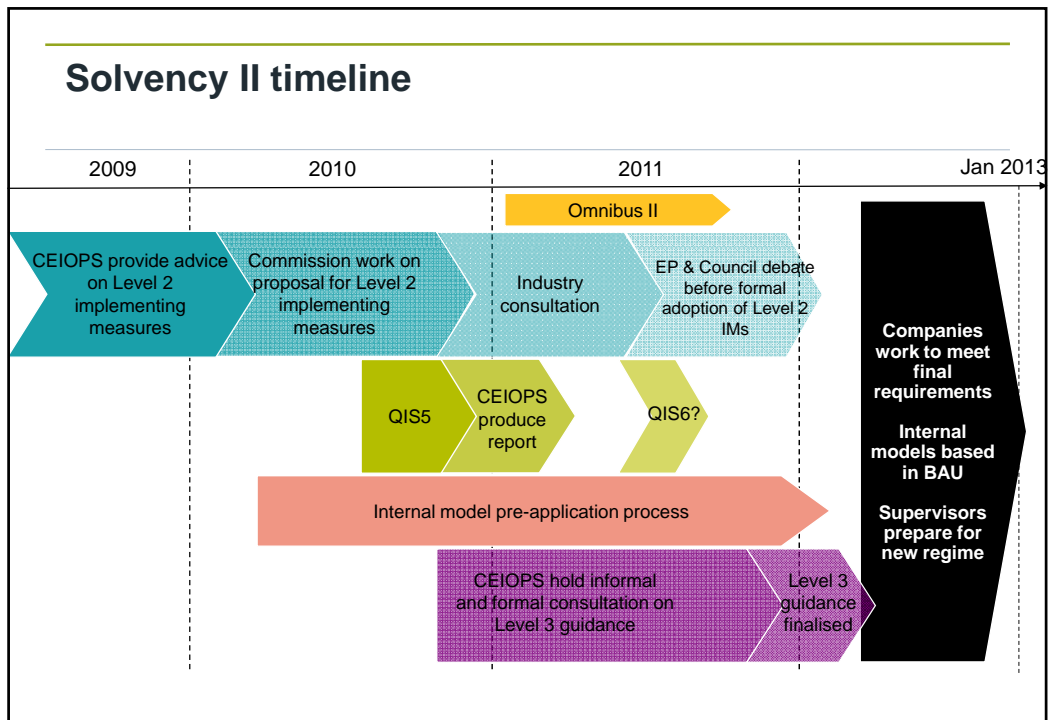 Solvency II timeline
2009
2010
2011
Jan 2013
Omnibus II
CEIOPS provide advice
on Level 2
implementing
measures
Commission work on
proposal for Level 2
implementing
measures
Industry
consultation
EP & Council debate
before formal
adoption of Level 2
IMs
QIS5
CEIOPS
produce
report
QIS6?
Internal model pre-application process
CEIOPS hold informal
and formal consultation on
Level 3 guidance
Level 3
guidance
finalised
Companies
work to meet
final
requirements
Internal
models based
in BAU
Supervisors
prepare for
new regime